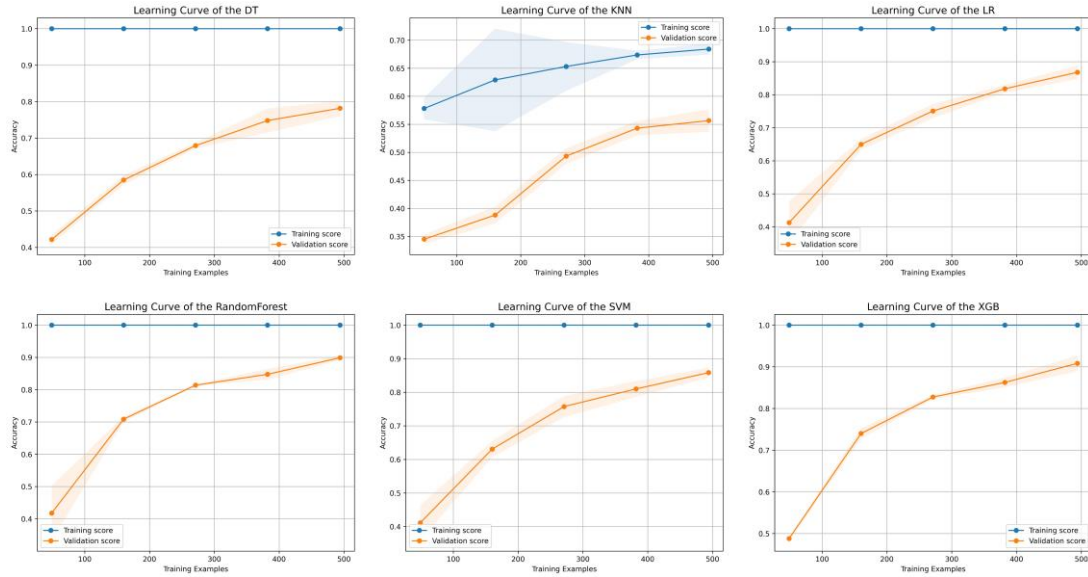 Learning Curve of the DT
1.0
0.9
0.8
0.7
0.6
0.5
0.4
Accuracy
Training score
Validation score
100
200
300
400
500
Training Examples
Learning Curve of the KNN
0.70
0.65
0.60
0.55
0.50
0.45
0.40
0.35
Accuracy
Training score
Validation score
100
200
300
400
500
Training Examples
Learning Curve of the LR
1.0
0.9
0.8
0.7
0.6
0.5
0.4
Accuracy
Training score
Validation score
100
200
300
400
500
Training Examples
Learning Curve of the RandomForest
1.0
0.9
0.8
0.7
0.6
0.5
0.4
Accuracy
Training score
Validation score
100
200
300
400
500
Training Examples
Learning Curve of the SVM
1.0
0.9
0.8
0.7
0.6
0.5
0.4
Accuracy
Training score
Validation score
100
200
300
400
500
Training Examples
Learning Curve of the XGB
1.0
0.9
0.8
0.7
0.6
0.5
Accuracy
Training score
Validation score
100
200
300
400
500
Training Examples